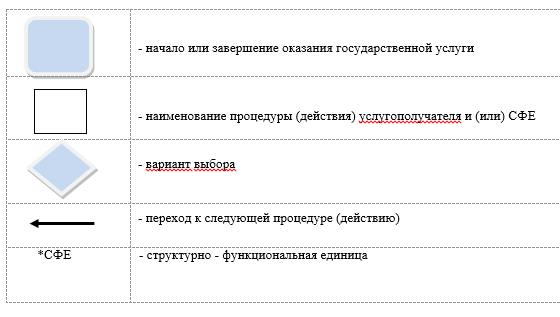 - начало или завершение оказания государственной услуги
- наименование процедуры (действия) услугополучателя и (или) СФЕ
- вариант выбора
- переход к следующей процедуре (действию)
*СФЕ - структурно - функциональная единица